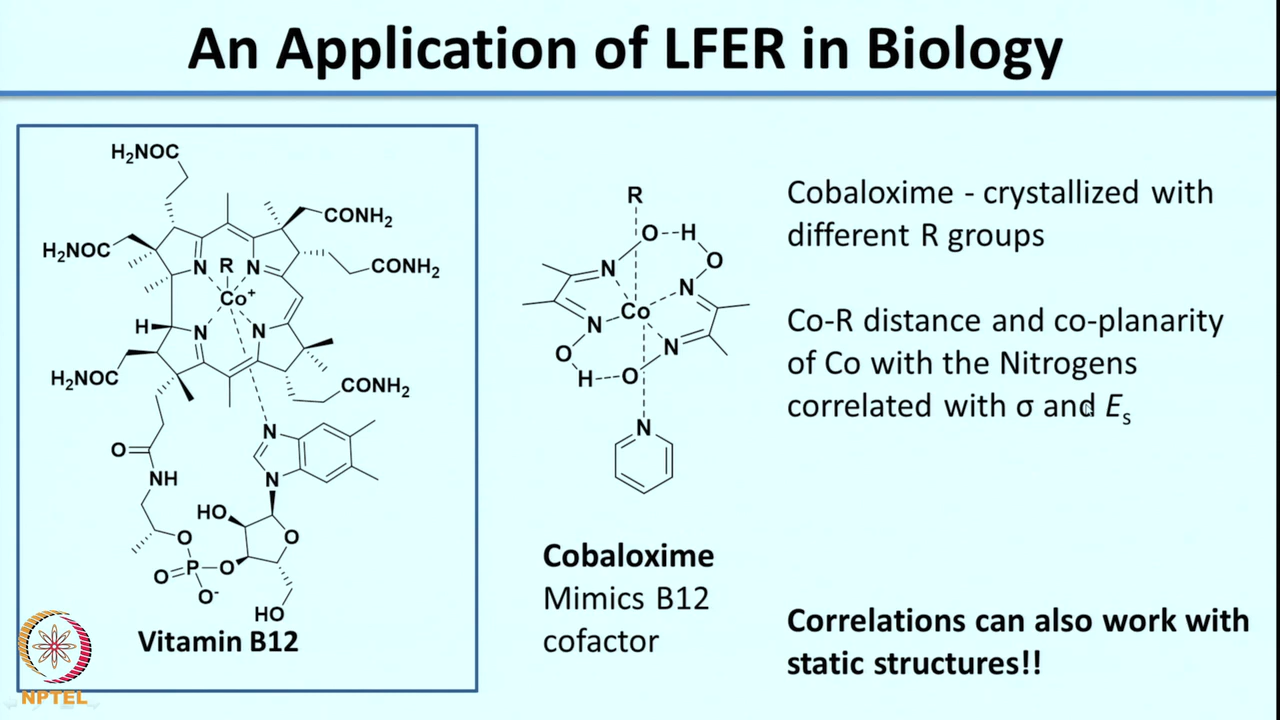 An Application of LFER in Biology
H₂NOC
CONH₂
H₂NOC
N
R
N
CONH₂
Co⁺
H
N
N
H₂NOC
CONH₂
N
O
NH
N
HO
O
O
O
P
O
O⁻
HO
Vitamin B12
NPTEL
R
O
H
O
N
N
Co
N
N
O
H
O
N
Cobaloxime
Mimics B12
cofactor
Cobaloxime - crystallized with
different R groups
Co-R distance and co-planarity
of Co with the Nitrogens
correlated with σ and Eₛ
Correlations can also work with
static structures!!